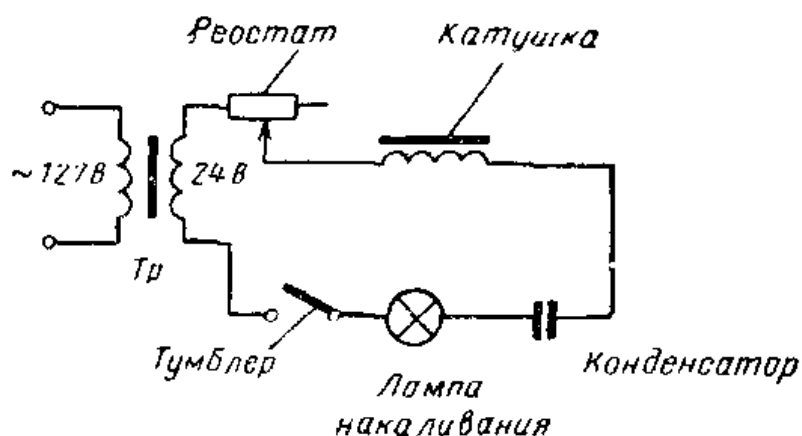 Реостат
Катушка
~127В
24В
Тр
Тумблер
Конденсатор
Лампа
накаливания